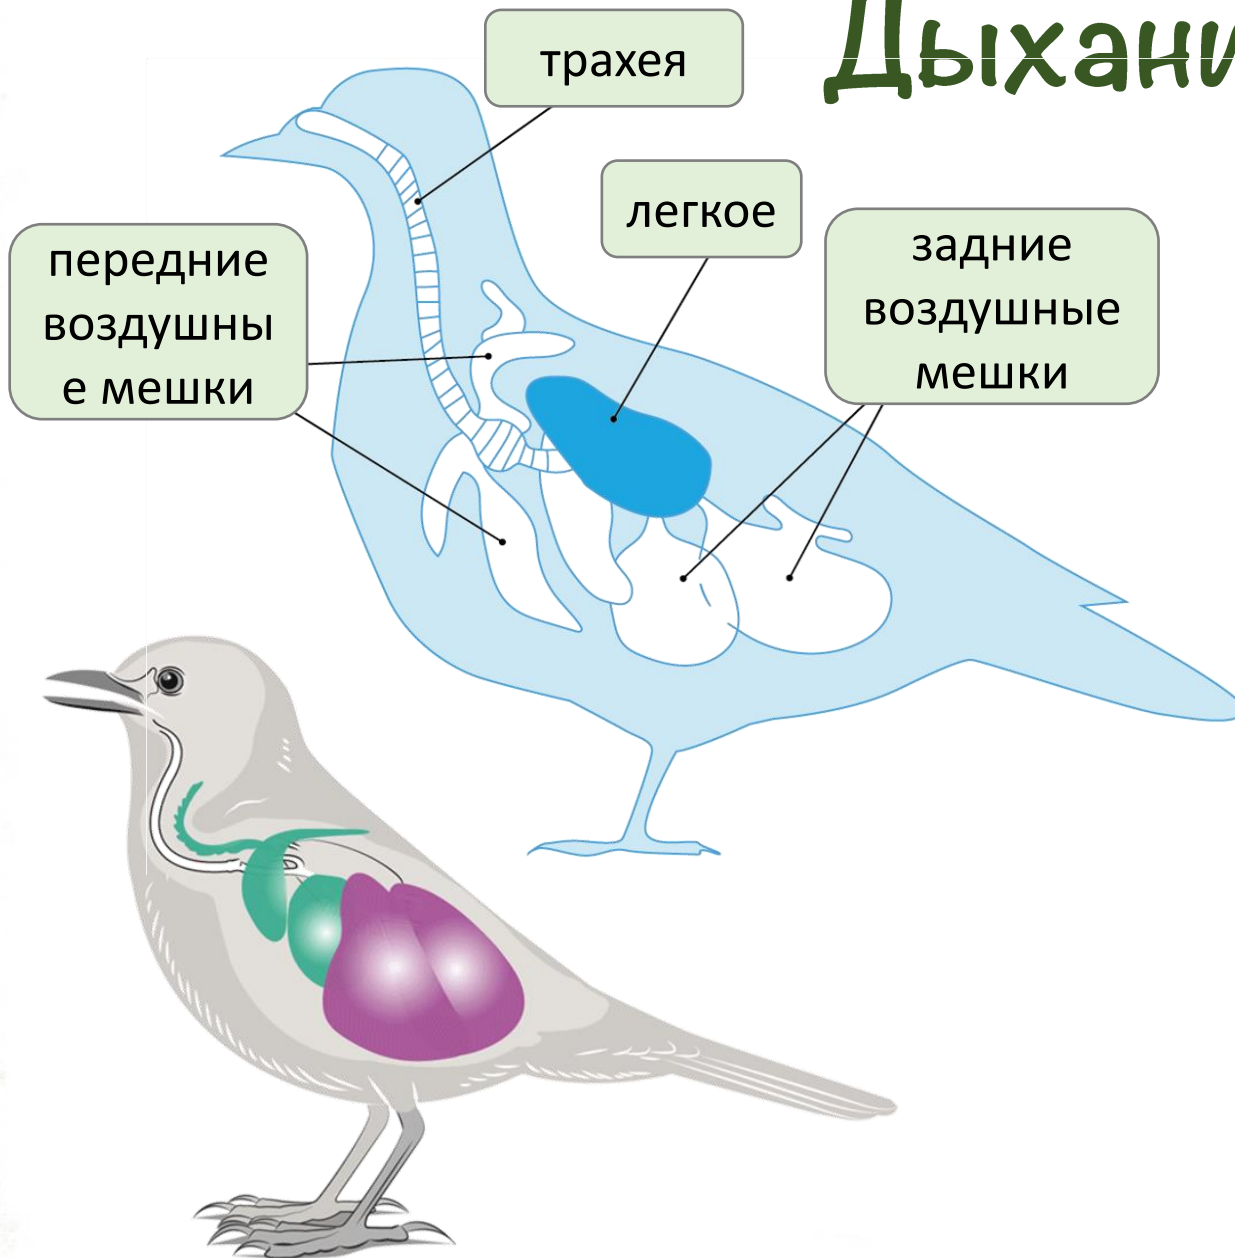 Дыхани
трахея
легкое
передние
воздушны
е мешки
задние
воздушные
мешки